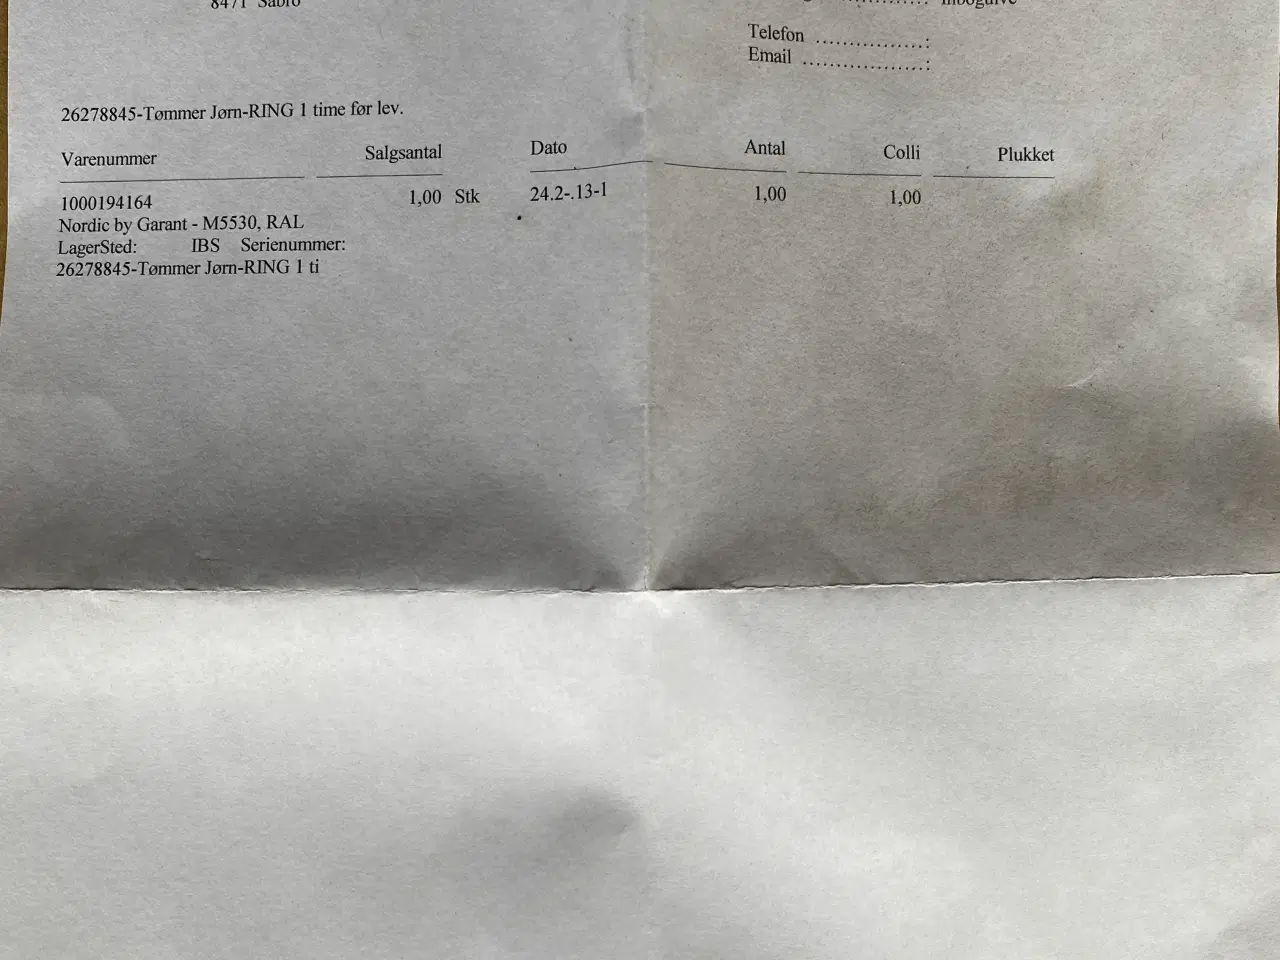 8471 Sabro
Telefon ................:
Email ...................:
26278845-Tømmer Jørn-RING 1 time før lev.
Varenummer Salgsantal Dato Antal Colli Plukket
1000194164 1,00 Stk 24.2-.13-1 1,00 1,00
Nordic by Garant - M5530, RAL
LagerSted: IBS Serienummer:
26278845-Tømmer Jørn-RING 1 ti